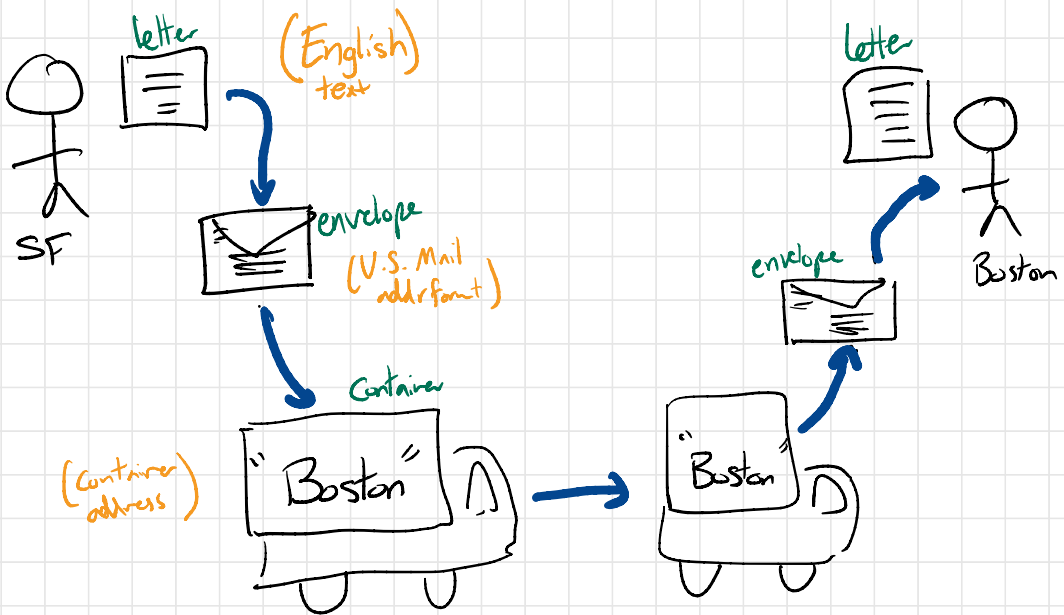 letter
(English)
text
SF
envelope
(U.S. Mail
addr format)
Container
(Container
address)
"Boston"
"Boston"
envelope
letter
Boston